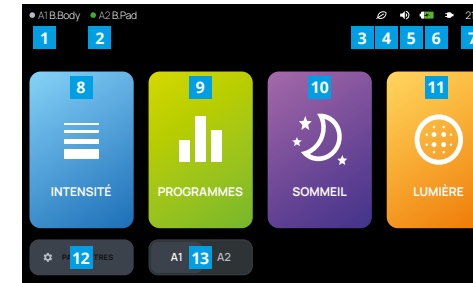 A1 B.Body A2 B.Pad
1 2 3 4 5 6 7
8 9 10 11
INTENSITÉ PROGRAMMES SOMMEIL LUMIÈRE
12 A1 13 A2